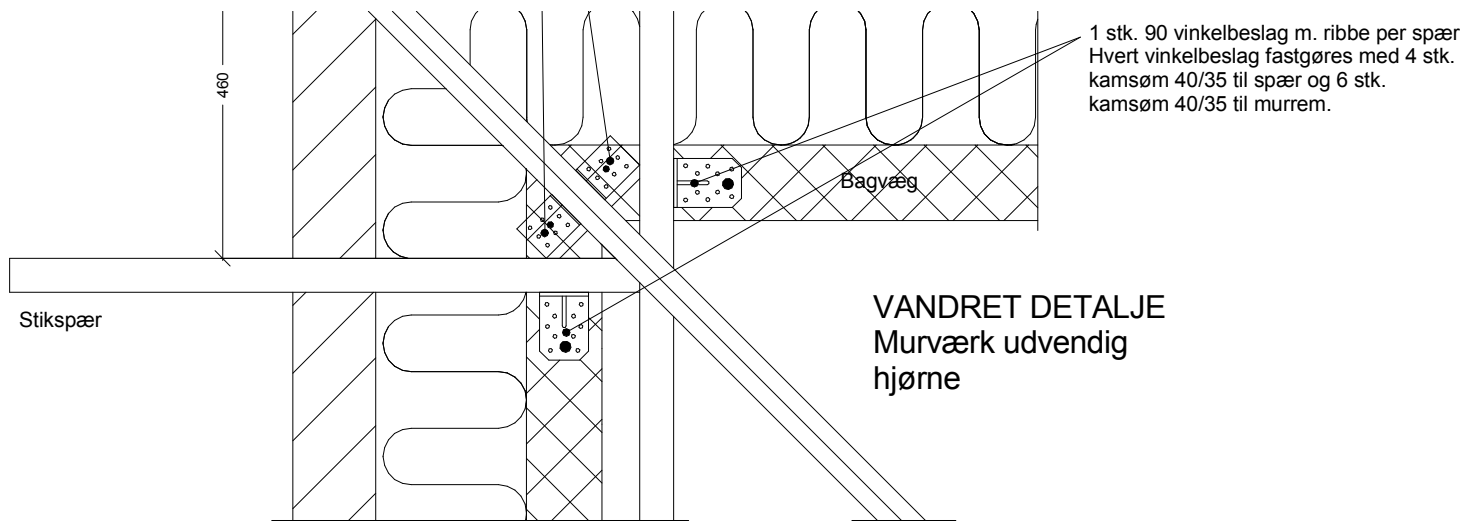 1 stk. 90 vinkelbeslag m. ribbe per spær
Hvert vinkelbeslag fastgøres med 4 stk.
kamsøm 40/35 til spær og 6 stk.
kamsøm 40/35 til murrem.
460
Bagvæg
Stikspær
VANDRET DETALJE
Murværk udvendig
hjørne